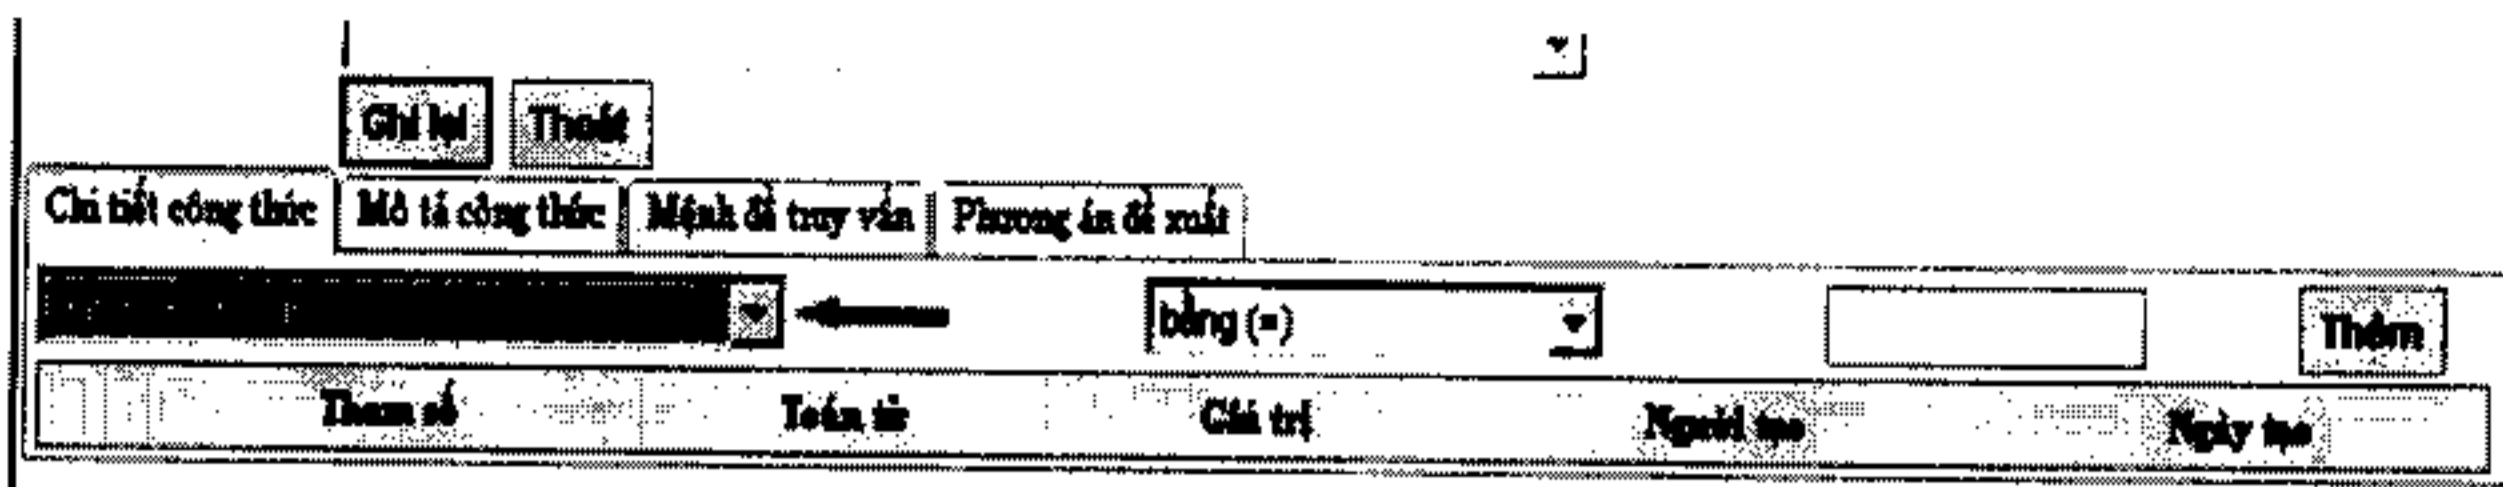 Ghi lại Thoát
Chi tiết công thức Mô tả công thức Mệnh đề truy vấn Phương án đề xuất
bằng (=) Thêm
Tham số Toán tử Giá trị Người tạo Ngày tạo